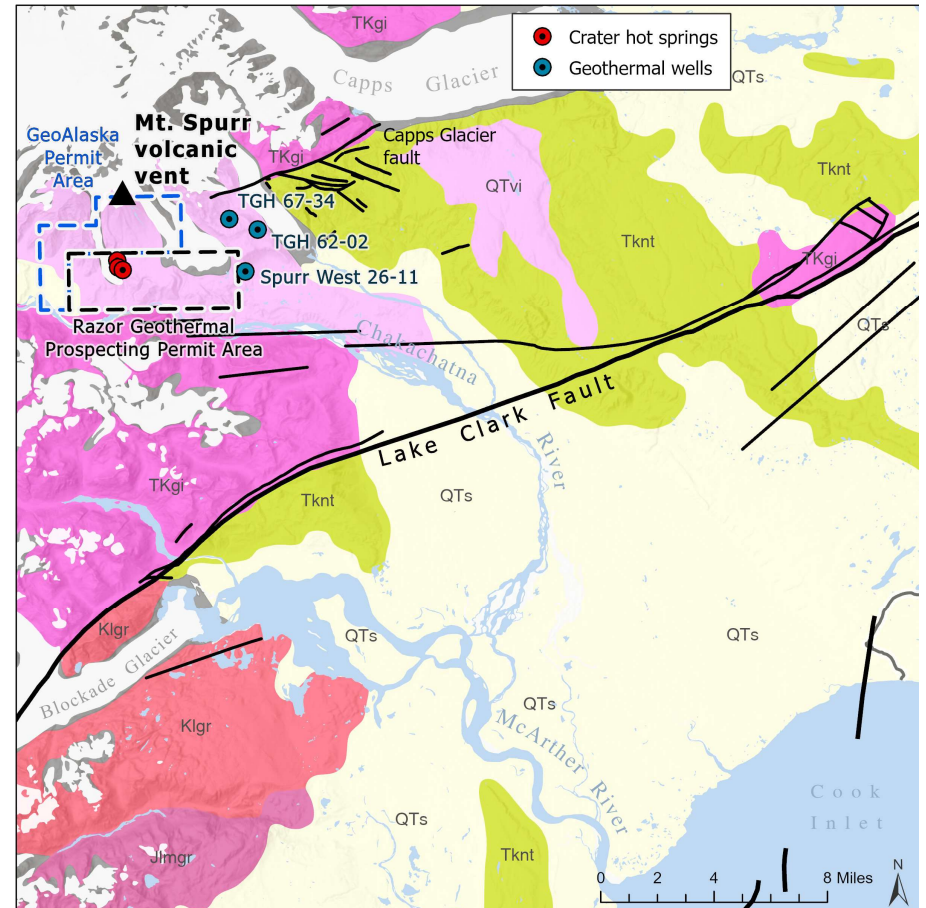 TKgi
Crater hot springs
Geothermal wells
Capps Glacier
QTs
GeoAlaska
Permit
Area
Mt. Spurr
volcanic
vent
Capps Glacier
fault
TKgi
Tknt
QTvi
TGH 67-34
TGH 62-02
Tknt
Spurr West 26-11
TKgi
Razor Geothermal
Prospecting Permit Area
Chakachatna
River
QTs
Lake Clark Fault
TKgi
Tknt
QTs
Klgr
QTs
QTs
Blockade Glacier
Klgr
QTs
McArther
River
Cook
Inlet
QTs
Jlmgr
Tknt
N
0 2 4 8 Miles